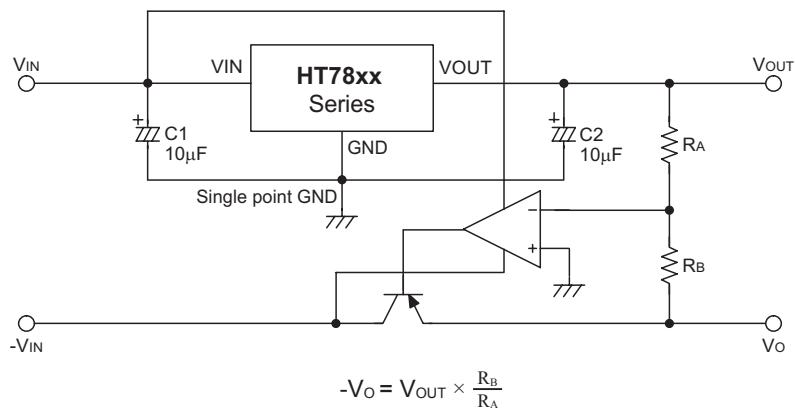 VIN
VIN
HT78xx
Series
VOUT
VOUT
+
C1
10μF
GND
+
C2
10μF
RA
Single point GND
−
+
RB
-VIN
VO
-VO = VOUT × RB/RA